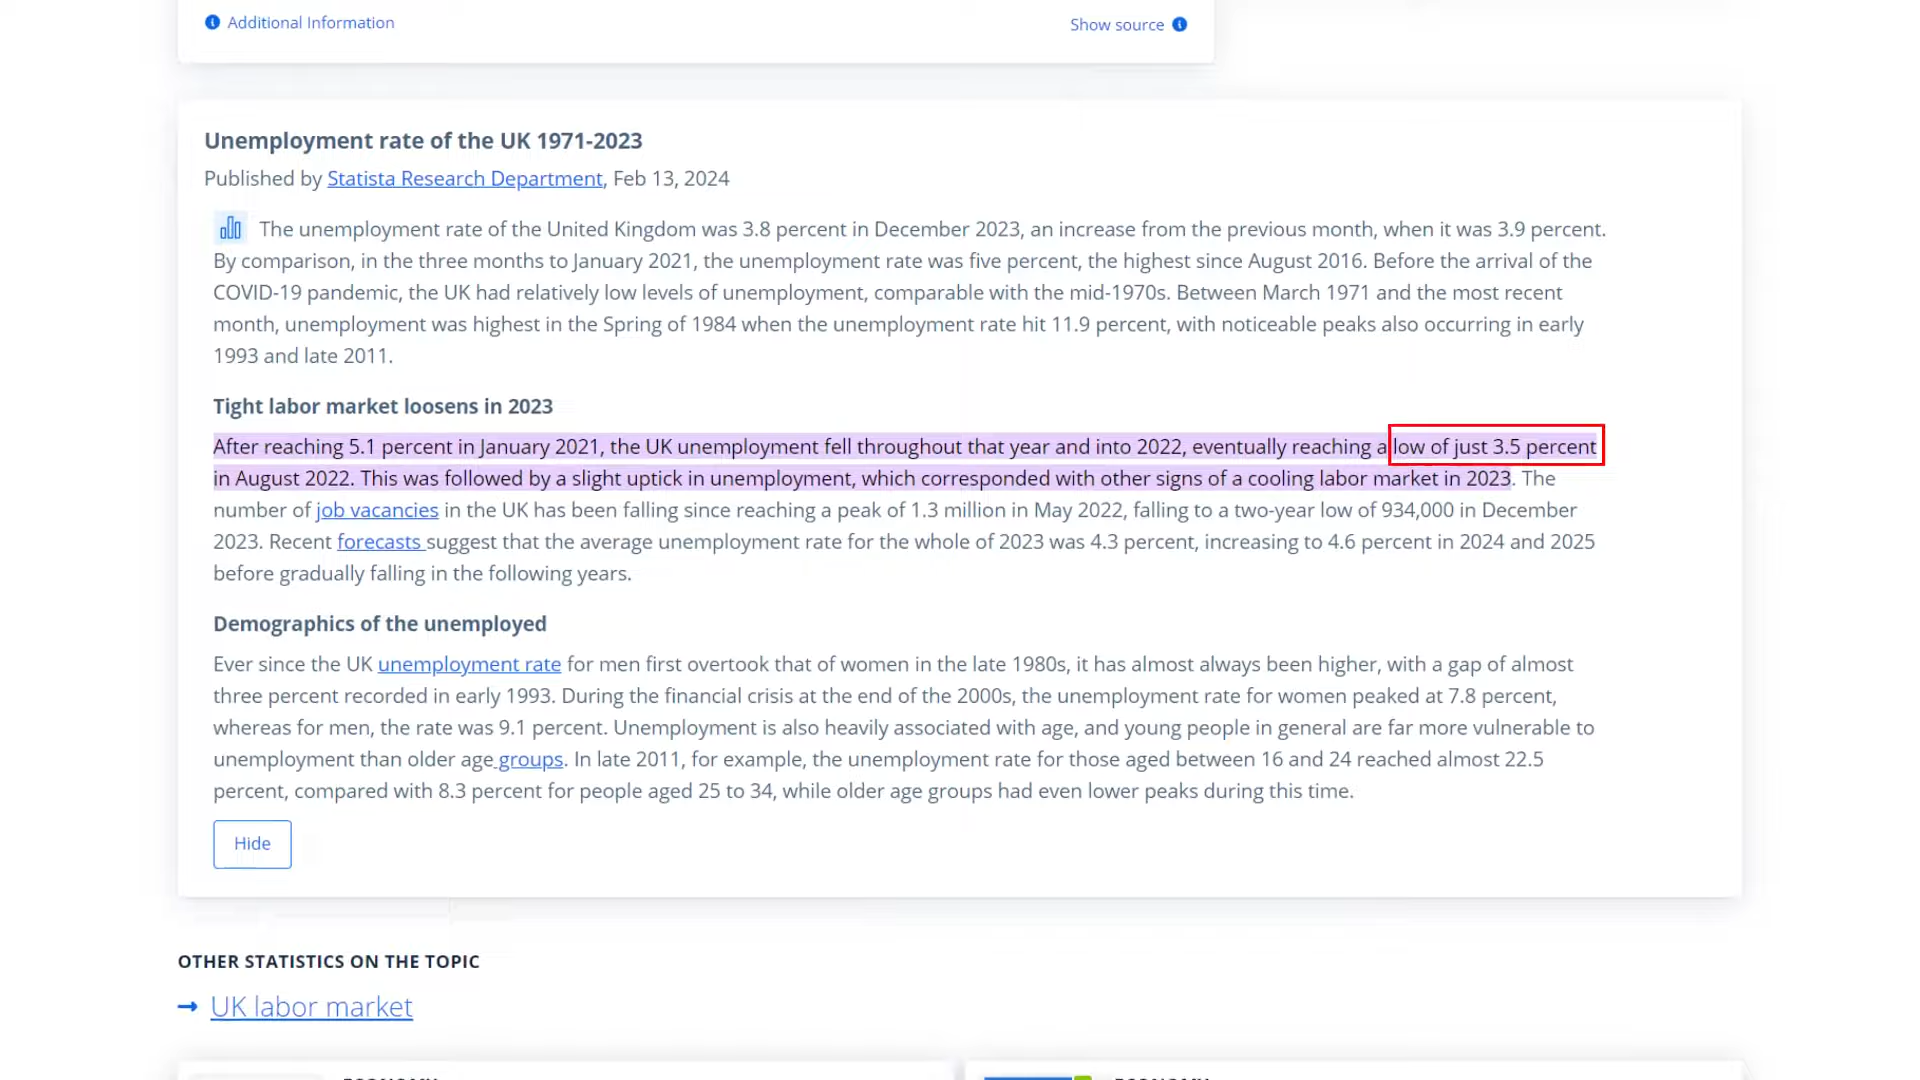 Additional Information
Show source
Unemployment rate of the UK 1971-2023
Published by Statista Research Department, Feb 13, 2024
The unemployment rate of the United Kingdom was 3.8 percent in December 2023, an increase from the previous month, when it was 3.9 percent.
By comparison, in the three months to January 2021, the unemployment rate was five percent, the highest since August 2016. Before the arrival of the
COVID-19 pandemic, the UK had relatively low levels of unemployment, comparable with the mid-1970s. Between March 1971 and the most recent
month, unemployment was highest in the Spring of 1984 when the unemployment rate hit 11.9 percent, with noticeable peaks also occurring in early
1993 and late 2011.
Tight labor market loosens in 2023
After reaching 5.1 percent in January 2021, the UK unemployment fell throughout that year and into 2022, eventually reaching a low of just 3.5 percent
in August 2022. This was followed by a slight uptick in unemployment, which corresponded with other signs of a cooling labor market in 2023. The
number of job vacancies in the UK has been falling since reaching a peak of 1.3 million in May 2022, falling to a two-year low of 934,000 in December
2023. Recent forecasts suggest that the average unemployment rate for the whole of 2023 was 4.3 percent, increasing to 4.6 percent in 2024 and 2025
before gradually falling in the following years.
Demographics of the unemployed
Ever since the UK unemployment rate for men first overtook that of women in the late 1980s, it has almost always been higher, with a gap of almost
three percent recorded in early 1993. During the financial crisis at the end of the 2000s, the unemployment rate for women peaked at 7.8 percent,
whereas for men, the rate was 9.1 percent. Unemployment is also heavily associated with age, and young people in general are far more vulnerable to
unemployment than older age groups. In late 2011, for example, the unemployment rate for those aged between 16 and 24 reached almost 22.5
percent, compared with 8.3 percent for people aged 25 to 34, while older age groups had even lower peaks during this time.
Hide
OTHER STATISTICS ON THE TOPIC
→ UK labor market
ECONOMY
ECONOMY